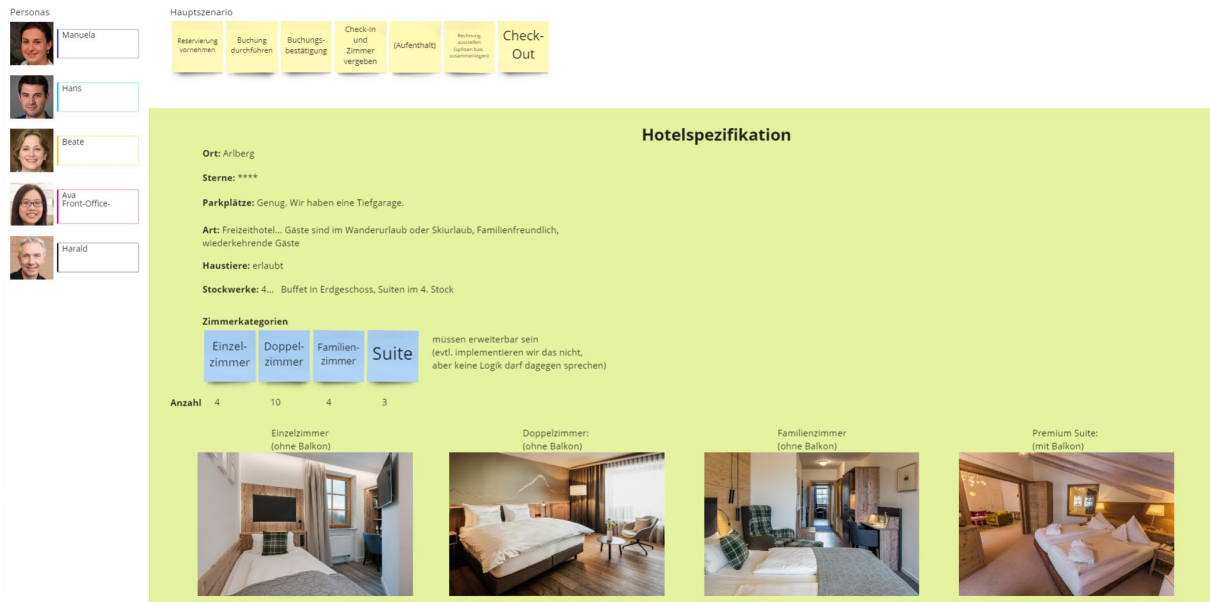 Personas
Manuela
Hans
Beate
Ava
Front-Office-
Harald
Hauptszenario
Reservierung
vornehmen
Buchung
durchführen
Buchungs-
bestätigung
Check-In
und
Zimmer
vergeben
(Aufenthalt)
Rechnung
ausstellen
(splitten bzw.
zusammenlegen)
Check-
Out
Hotelspezifikation
Ort: Arlberg
Sterne: ****
Parkplätze: Genug. Wir haben eine Tiefgarage.
Art: Freizeithotel... Gäste sind im Wanderurlaub oder Skiurlaub, Familienfreundlich,
wiederkehrende Gäste
Haustiere: erlaubt
Stockwerke: 4... Buffet in Erdgeschoss, Suiten im 4. Stock
Zimmerkategorien
Einzel-
zimmer
Doppel-
zimmer
Familien-
zimmer
Suite
müssen erweiterbar sein
(evtl. implementieren wir das nicht,
aber keine Logik darf dagegen sprechen)
Anzahl 4 10 4 3
Einzelzimmer
(ohne Balkon)
Doppelzimmer:
(ohne Balkon)
Familienzimmer
(ohne Balkon)
Premium Suite:
(mit Balkon)